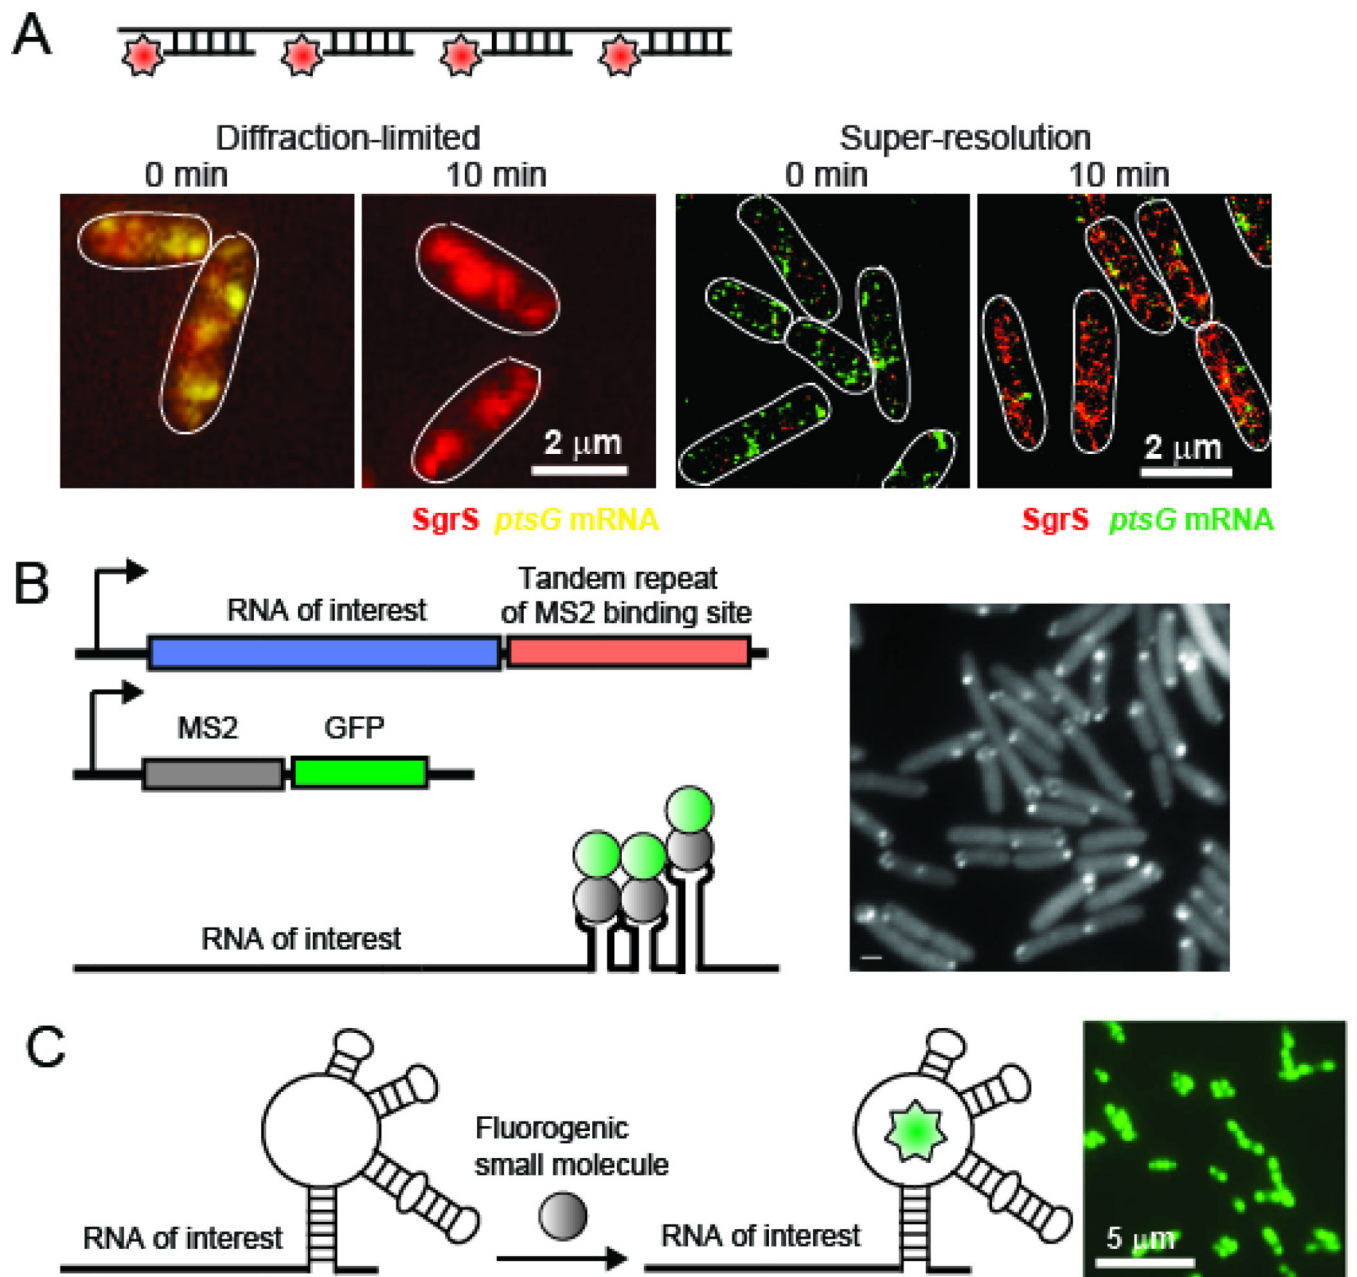 A
Diffraction-limited
Super-resolution
0 min
10 min
0 min
10 min
2 μm
2 μm
SgrS ptsG mRNA
SgrS ptsG mRNA
B
RNA of interest
Tandem repeat
of MS2 binding site
MS2
GFP
RNA of interest
C
Fluorogenic
small molecule
RNA of interest
RNA of interest
5 μm